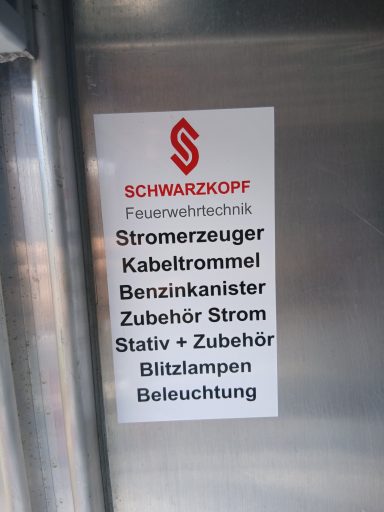 SCHWARZKOPF
Feuerwehrtechnik
Stromerzeuger
Kabeltrommel
Benzinkanister
Zubehör Strom
Stativ + Zubehör
Blitzlampen
Beleuchtung